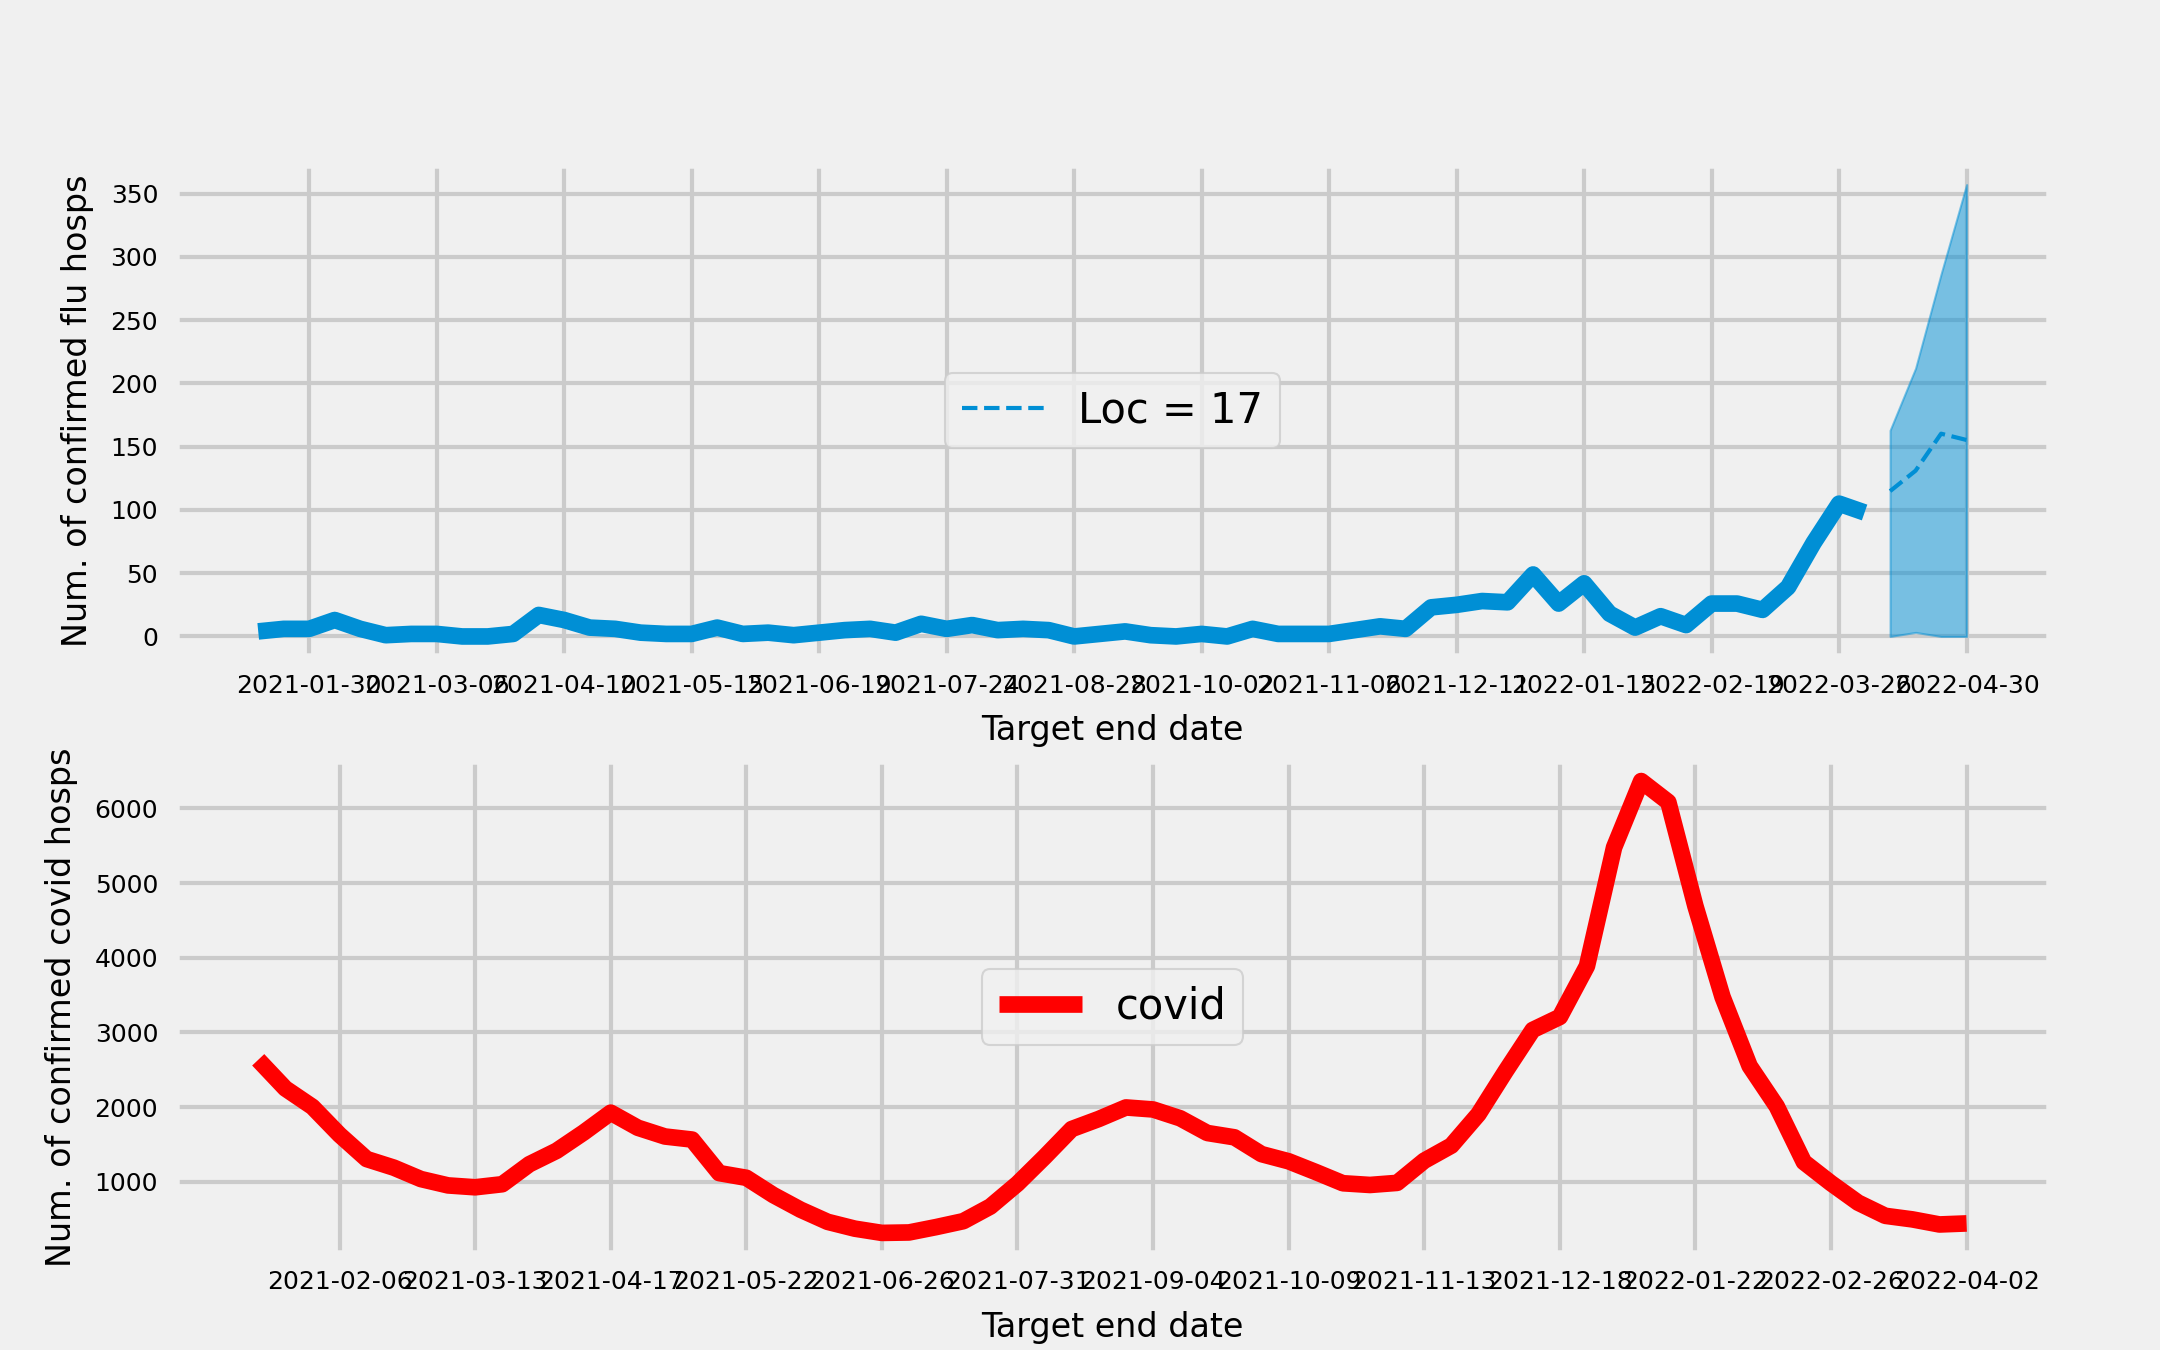 Num. of confirmed flu hosps
350
300
250
200
150
100
50
0
Loc = 17
2021-01-30 2021-03-06 2021-04-10 2021-05-15 2021-06-19 2021-07-24 2021-08-28 2021-10-02 2021-11-06 2021-12-11 2022-01-15 2022-02-19 2022-03-26 2022-04-30
Target end date
Num. of confirmed covid hosps
6000
5000
4000
3000
2000
1000
covid
2021-02-06 2021-03-13 2021-04-17 2021-05-22 2021-06-26 2021-07-31 2021-09-04 2021-10-09 2021-11-13 2021-12-18 2022-01-22 2022-02-26 2022-04-02
Target end date